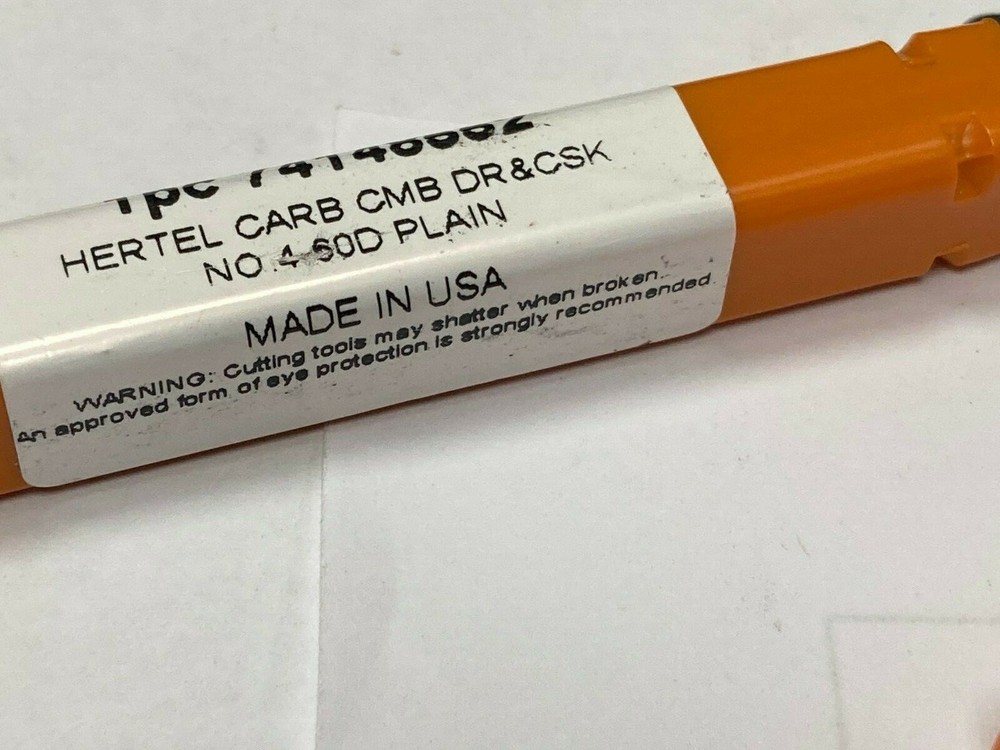 1pc
HERTEL CARB CMB DR&CSK
NO.4 60D PLAIN
MADE IN USA
WARNING: Cutting tools may shatter when broken.
An approved form of eye protection is strongly recommended.